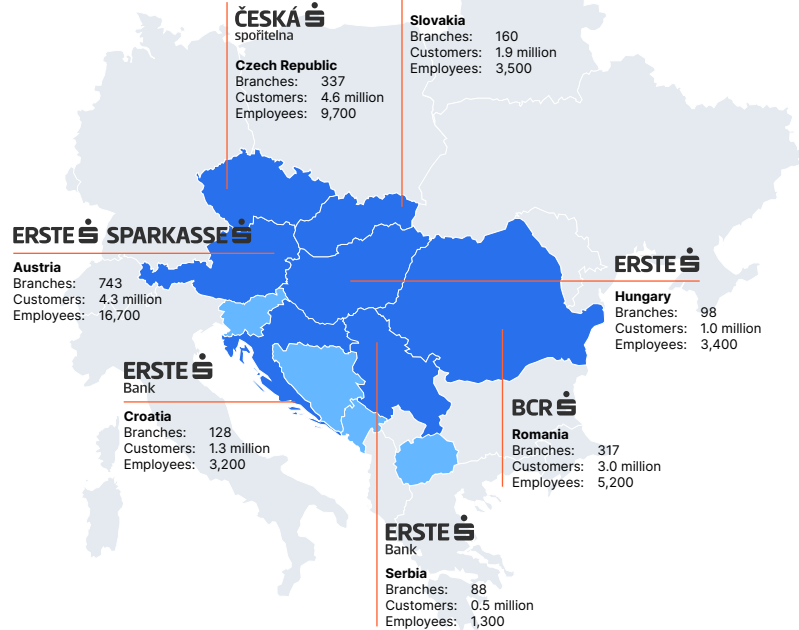 ČESKÁ
spořitelna
Czech Republic
Branches: 337
Customers: 4.6 million
Employees: 9,700
Slovakia
Branches: 160
Customers: 1.9 million
Employees: 3,500
ERSTE SPARKASSE
Austria
Branches: 743
Customers: 4.3 million
Employees: 16,700
ERSTE
Hungary
Branches: 98
Customers: 1.0 million
Employees: 3,400
ERSTE
Bank
Croatia
Branches: 128
Customers: 1.3 million
Employees: 3,200
BCR
Romania
Branches: 317
Customers: 3.0 million
Employees: 5,200
ERSTE
Bank
Serbia
Branches: 88
Customers: 0.5 million
Employees: 1,300